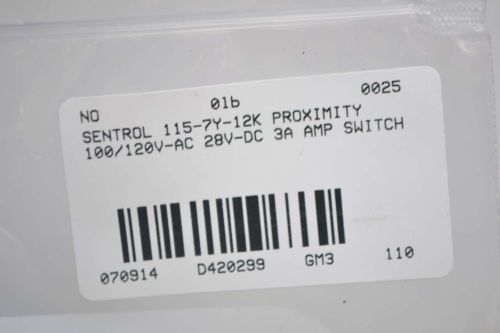 NO 01b 0025
SENTROL 115-7Y-12K PROXIMITY
100/120V-AC 28V-DC 3A AMP SWITCH
070914 D420299 GM3 110